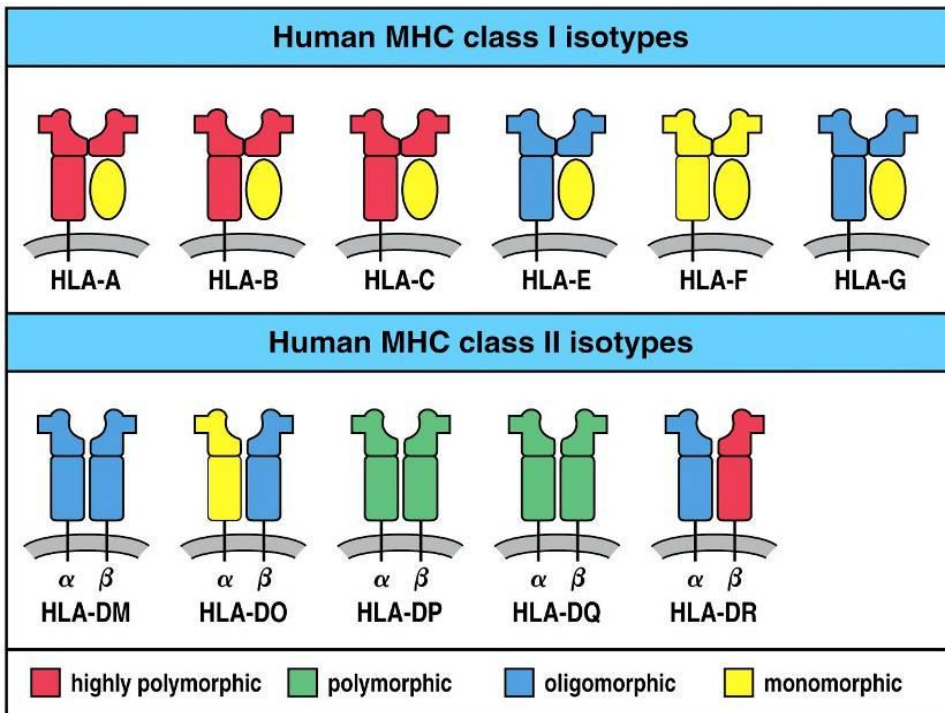 Human MHC class I isotypes
HLA-A HLA-B HLA-C HLA-E HLA-F HLA-G
Human MHC class II isotypes
α β α β α β α β α β
HLA-DM HLA-DO HLA-DP HLA-DQ HLA-DR
highly polymorphic polymorphic oligomorphic monomorphic